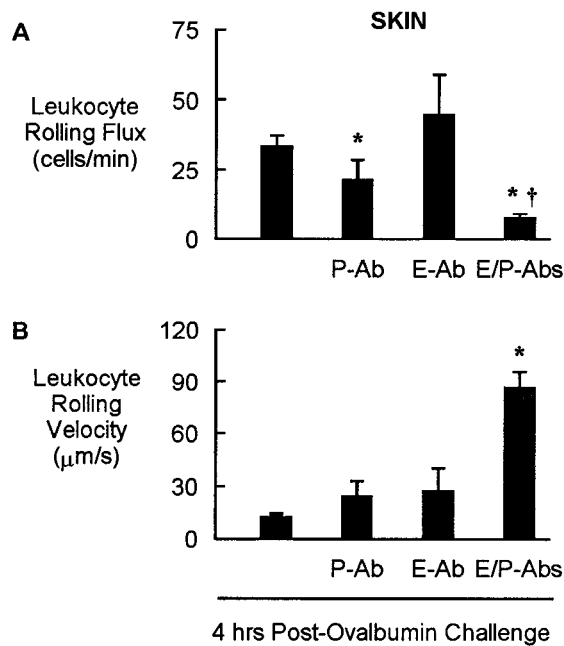 SKIN
A
Leukocyte
Rolling Flux
(cells/min)
75
50
25
0
*
* †
P-Ab E-Ab E/P-Abs
B
Leukocyte
Rolling
Velocity
(μm/s)
120
90
60
30
0
*
P-Ab E-Ab E/P-Abs
4 hrs Post-Ovalbumin Challenge